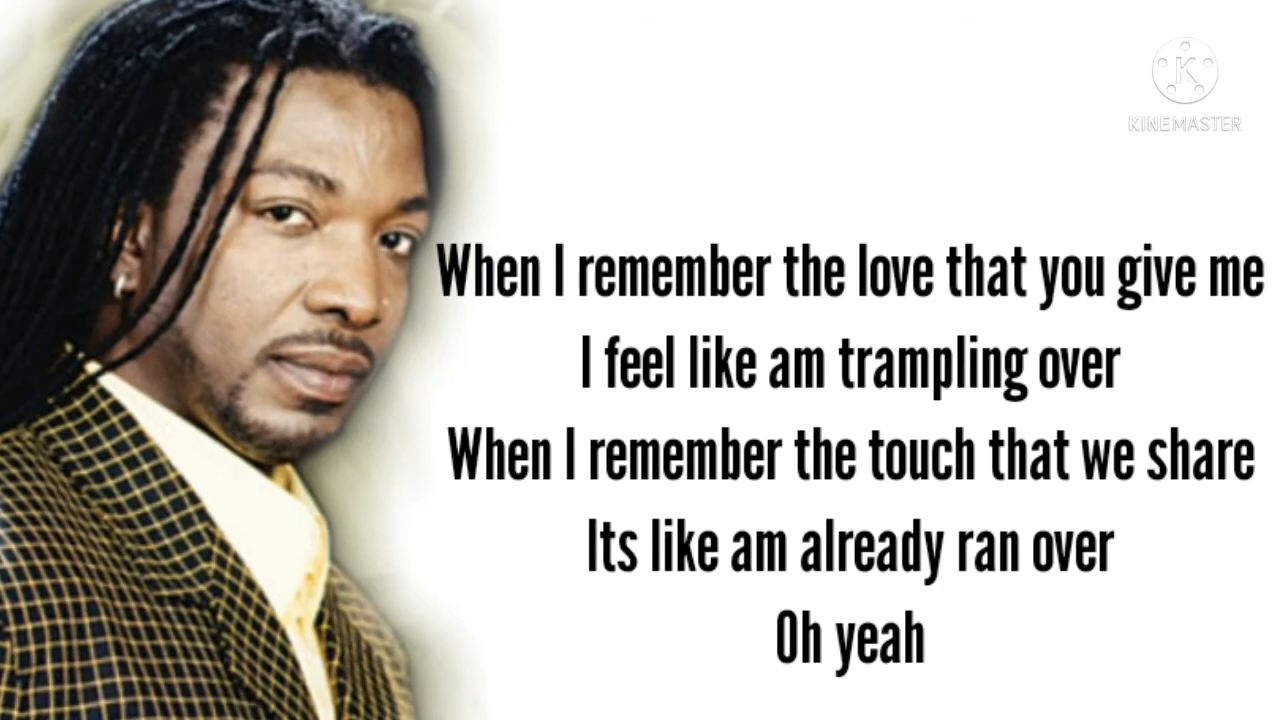 KINEMASTER
When I remember the love that you give me
I feel like am trampling over
When I remember the touch that we share
Its like am already ran over
Oh yeah